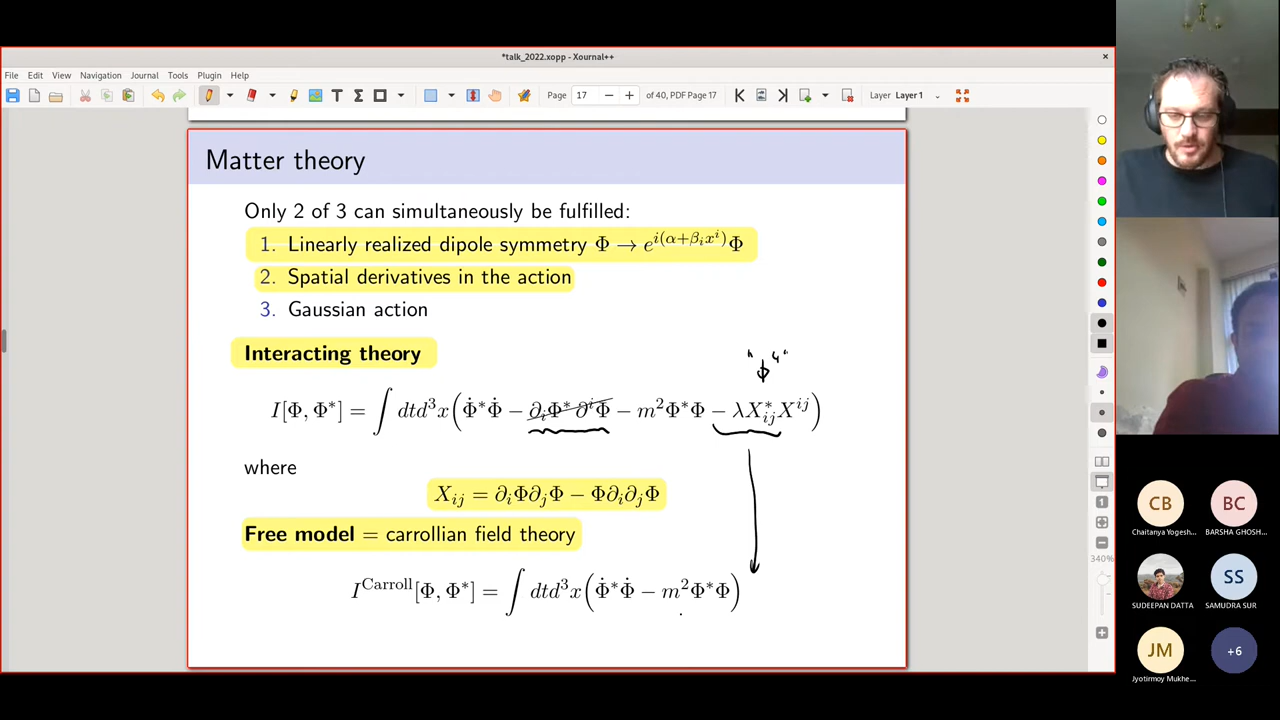 *talk_2022.xopp - Xournal++
File Edit View Navigation Journal Tools Plugin Help
Page 17 of 40, PDF Page 17 Layer Layer 1
Matter theory
Only 2 of 3 can simultaneously be fulfilled:
1. Linearly realized dipole symmetry Φ → e^{i(α+β_i x^i)}Φ
2. Spatial derivatives in the action
3. Gaussian action
Interacting theory
"Φ^4"
I[Φ, Φ*] = ∫ dtd³x(Φ̇*Φ̇ − ∂_iΦ* ∂^iΦ − m²Φ*Φ − λX*_{ij}X^{ij})
where
X_{ij} = ∂_iΦ∂_jΦ − Φ∂_i∂_jΦ
Free model = carrollian field theory
I^{Carroll}[Φ, Φ*] = ∫ dtd³x(Φ̇*Φ̇ − m²Φ*Φ)
340%
CB
BC
Chaitanya Yogesh...
BARSHA GHOSH...
SS
SUDEEPAN DATTA
SAMUDRA SUR
JM
+6
Jyotirmoy Mukhe...